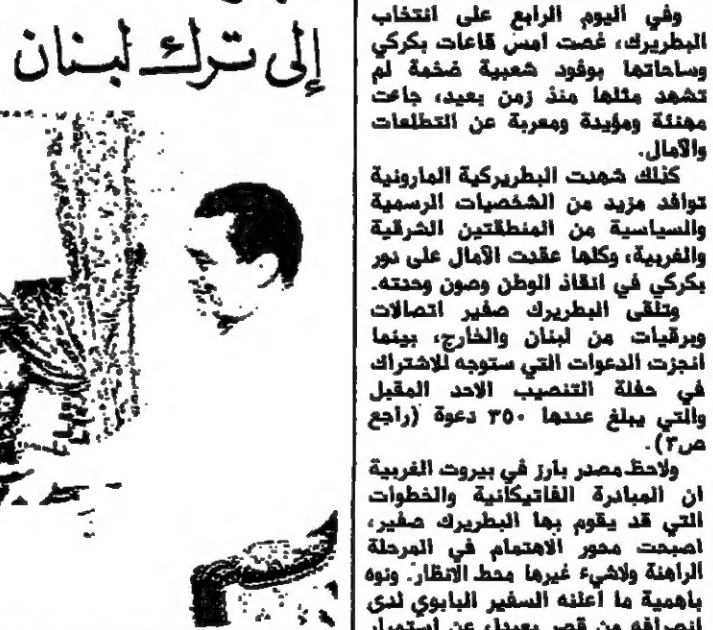 إلى ترك لبنان
وفي اليوم الرابع على انتخاب
البطريرك، غصت امس قاعات بكركي
وساحاتها بوفود شعبية ضخمة لم
تشهد مثلها منذ زمن بعيد، جاءت
مهنئة ومؤيدة ومعربة عن التطلعات
والآمال.
كذلك شهدت البطريركية المارونية
توافد مزيد من الشخصيات الرسمية
والسياسية من المنطقتين الشرقية
والغربية، وكلها عقدت الآمال على دور
بكركي في انقاذ الوطن وصون وحدته.
وتلقى البطريرك صفير اتصالات
وبرقيات من لبنان والخارج، بينما
انجزت الدعوات التي ستوجه للاشتراك
في حفلة التنصيب الاحد المقبل
والتي يبلغ عددها ٣٥٠ دعوة (راجع
ص٣).
ولاحظ مصدر بارز في بيروت الغربية
ان المبادرة الفاتيكانية والخطوات
التي قد يقوم بها البطريرك صفير،
اصبحت محور الاهتمام في المرحلة
الراهنة ولاشيء غيرها محط الانظار. ونوه
باهمية ما اعلنه السفير البابوي لدى
انصرافه من قصر بعبدا، عن استمرار